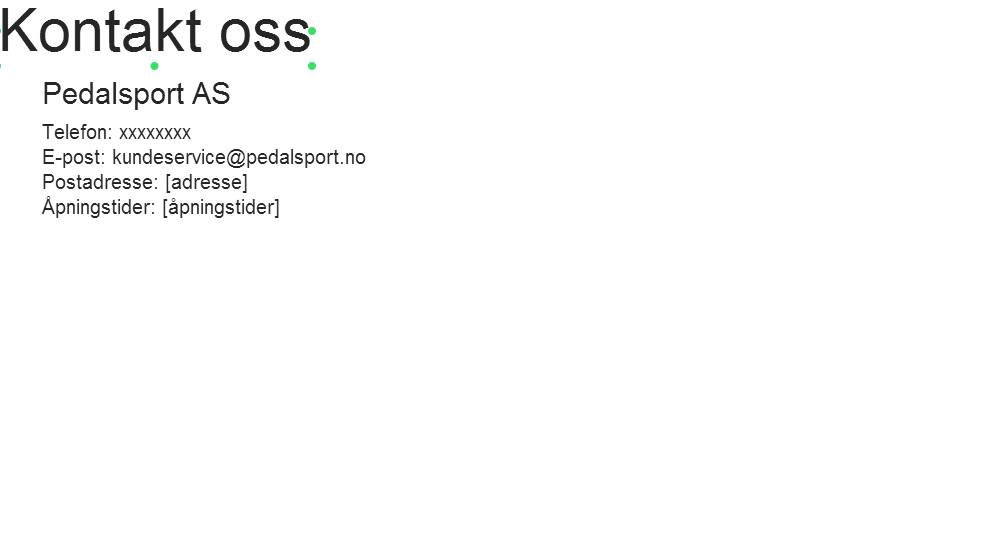 Kontakt oss
Pedalsport AS
Telefon: xxxxxxxx
E-post: kundeservice@pedalsport.no
Postadresse: [adresse]
Åpningstider: [åpningstider]